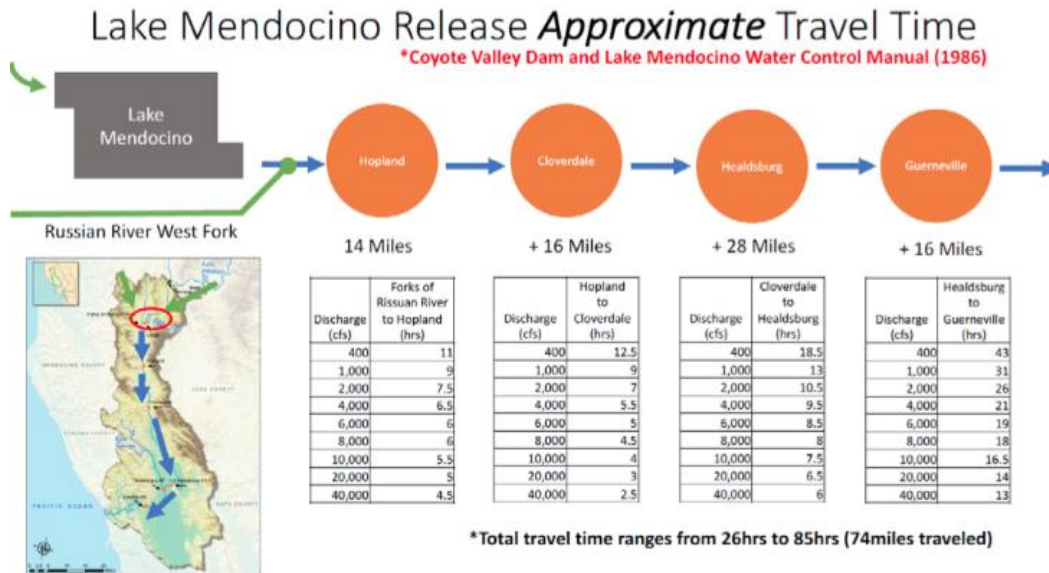 Lake Mendocino Release Approximate Travel Time
*Coyote Valley Dam and Lake Mendocino Water Control Manual (1986)
Lake
Mendocino
Hopland
Cloverdale
Healdsburg
Guerneville
Russian River West Fork
14 Miles
+ 16 Miles
+ 28 Miles
+ 16 Miles
Discharge
(cfs)
Forks of
Rissuan River
to Hopland
(hrs)
400 11
1,000 9
2,000 7.5
4,000 6.5
6,000 6
8,000 6
10,000 5.5
20,000 5
40,000 4.5
Discharge
(cfs)
Hopland
to
Cloverdale
(hrs)
400 12.5
1,000 9
2,000 7
4,000 5.5
6,000 5
8,000 4.5
10,000 4
20,000 3
40,000 2.5
Discharge
(cfs)
Cloverdale
to
Healdsburg
(hrs)
400 18.5
1,000 13
2,000 10.5
4,000 9.5
6,000 8.5
8,000 8
10,000 7.5
20,000 6.5
40,000 6
Discharge
(cfs)
Healdsburg
to
Guerneville
(hrs)
400 43
1,000 31
2,000 26
4,000 21
6,000 19
8,000 18
10,000 16.5
20,000 14
40,000 13
PACIFIC OCEAN
*Total travel time ranges from 26hrs to 85hrs (74miles traveled)